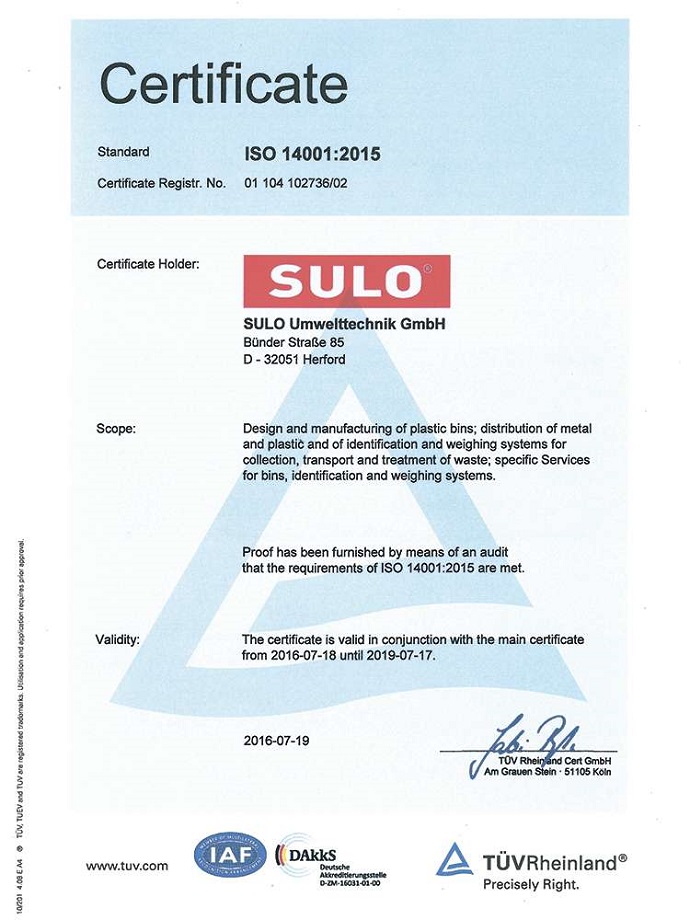 Certificate
Standard ISO 14001:2015
Certificate Registr. No. 01 104 102736/02
Certificate Holder:
SULO®
SULO Umwelttechnik GmbH
Bünder Straße 85
D - 32051 Herford
Scope: Design and manufacturing of plastic bins; distribution of metal
and plastic and of identification and weighing systems for
collection, transport and treatment of waste; specific Services
for bins, identification and weighing systems.
Proof has been furnished by means of an audit
that the requirements of ISO 14001:2015 are met.
Validity: The certificate is valid in conjunction with the main certificate
from 2016-07-18 until 2019-07-17.
2016-07-19
TÜV Rheinland Cert GmbH
Am Grauen Stein · 51105 Köln
www.tuv.com
IAF
DAkkS
Deutsche
Akkreditierungsstelle
D-ZM-16031-01-00
TÜVRheinland®
Precisely Right.
10/201 4.08 E A4 ® TÜV, TUEV and TUV are registered trademarks. Utilisation and application requires prior approval.